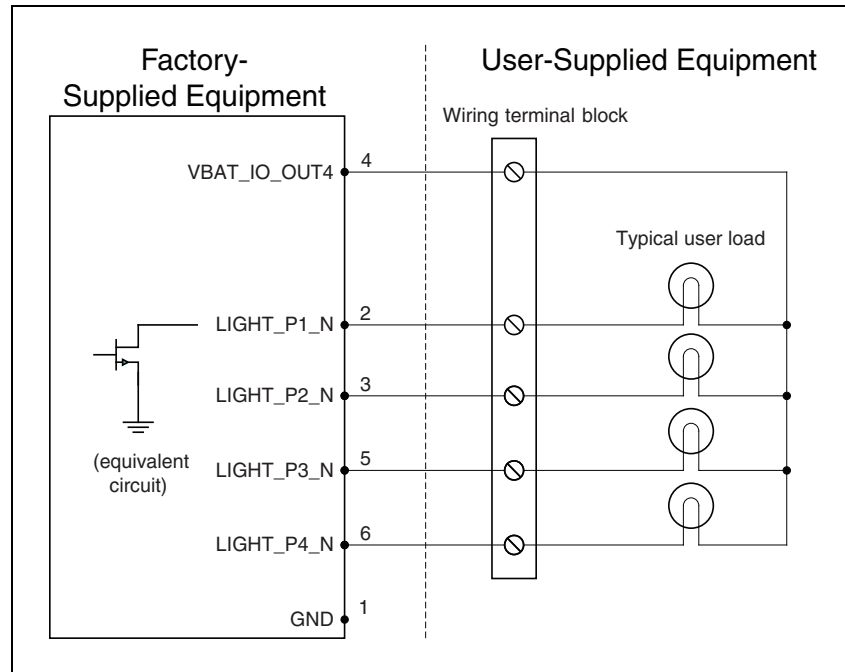 Factory-
Supplied Equipment
User-Supplied Equipment
Wiring terminal block
VBAT_IO_OUT4
4
Typical user load
LIGHT_P1_N
2
LIGHT_P2_N
3
(equivalent
circuit)
LIGHT_P3_N
5
LIGHT_P4_N
6
GND
1